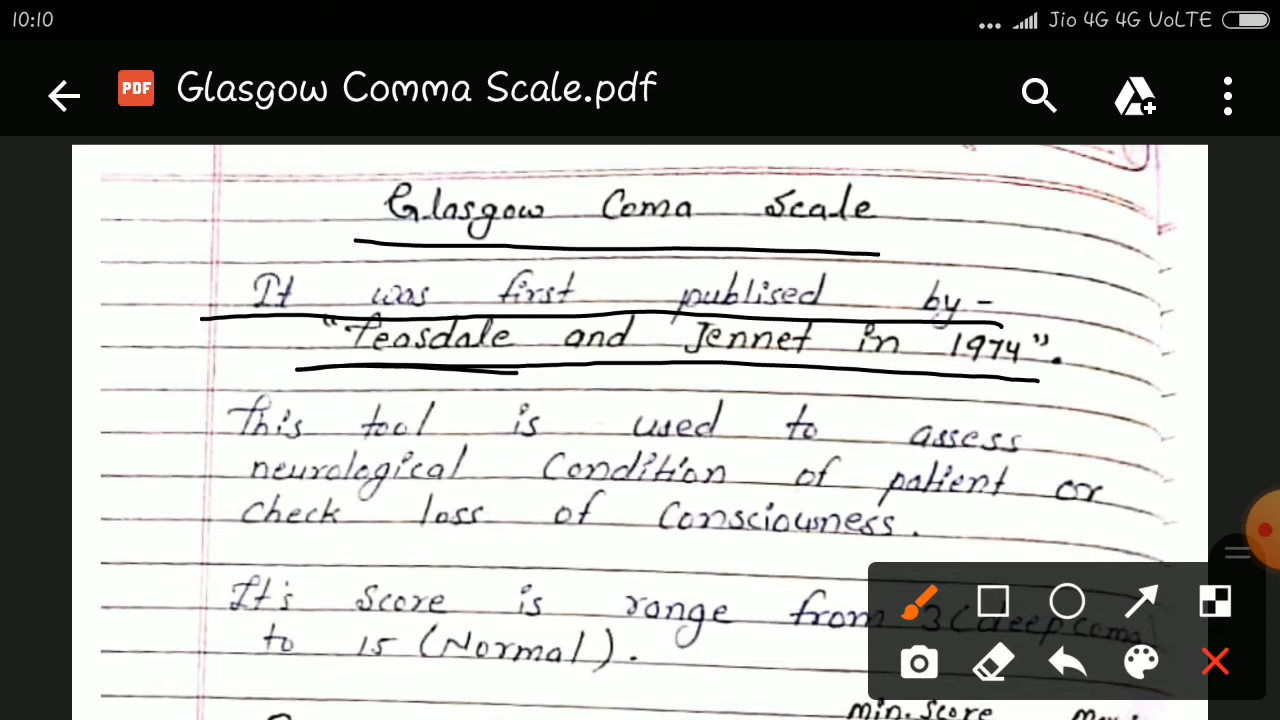 10:10
Jio 4G 4G VoLTE
PDF Glasgow Comma Scale.pdf
Glasgow Coma Scale
It was first publised by -
"Teasdale and Jennet in 1974".
This tool is used to assess
neurological Condition of patient or
check loss of Consciousness.
It's score is range from 3 (deep coma)
to 15 (Normal).
min. score